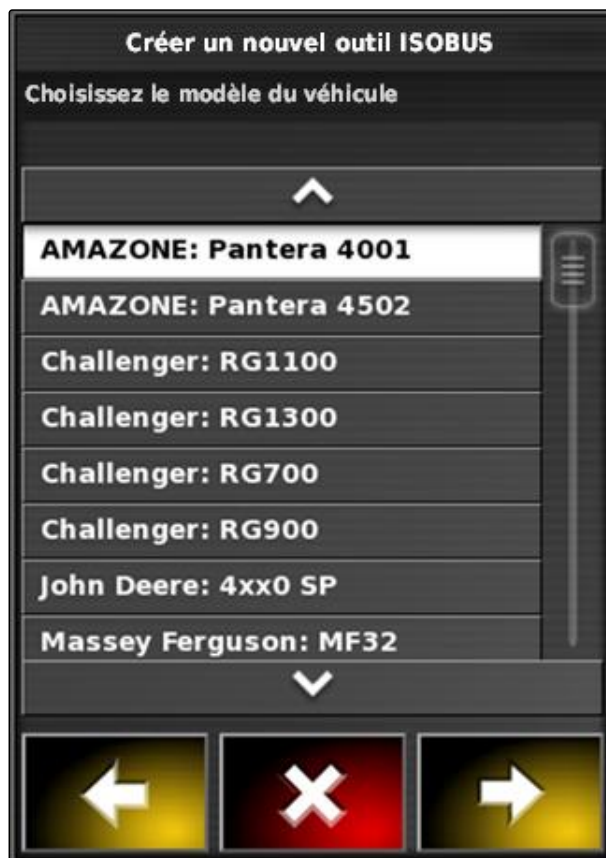 Créer un nouvel outil ISOBUS
Choisissez le modèle du véhicule
AMAZONE: Pantera 4001
AMAZONE: Pantera 4502
Challenger: RG1100
Challenger: RG1300
Challenger: RG700
Challenger: RG900
John Deere: 4xx0 SP
Massey Ferguson: MF32